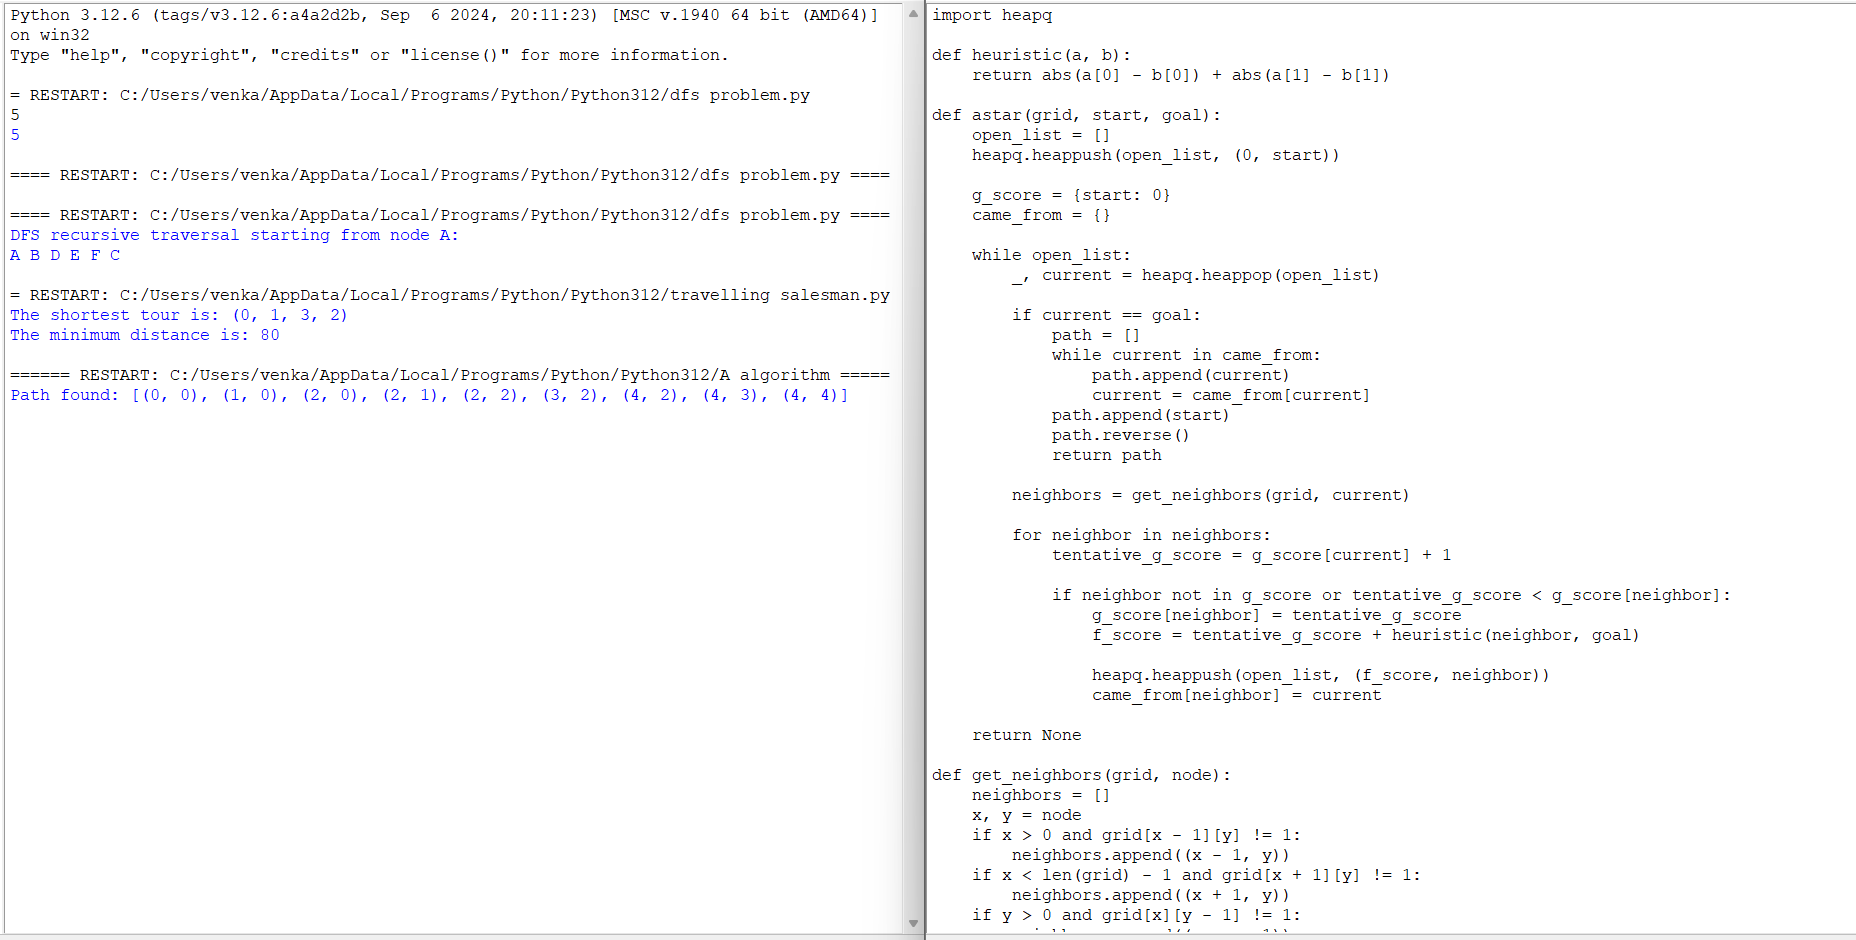 Python 3.12.6 (tags/v3.12.6:a4a2d2b, Sep  6 2024, 20:11:23) [MSC v.1940 64 bit (AMD64)]
on win32
Type "help", "copyright", "credits" or "license()" for more information.
= RESTART: C:/Users/venka/AppData/Local/Programs/Python/Python312/dfs problem.py
5
5
==== RESTART: C:/Users/venka/AppData/Local/Programs/Python/Python312/dfs problem.py ====
==== RESTART: C:/Users/venka/AppData/Local/Programs/Python/Python312/dfs problem.py ====
DFS recursive traversal starting from node A:
A B D E F C
= RESTART: C:/Users/venka/AppData/Local/Programs/Python/Python312/travelling salesman.py
The shortest tour is: (0, 1, 3, 2)
The minimum distance is: 80
====== RESTART: C:/Users/venka/AppData/Local/Programs/Python/Python312/A algorithm =====
Path found: [(0, 0), (1, 0), (2, 0), (2, 1), (2, 2), (3, 2), (4, 2), (4, 3), (4, 4)]
import heapq
def heuristic(a, b):
    return abs(a[0] - b[0]) + abs(a[1] - b[1])
def astar(grid, start, goal):
    open_list = []
    heapq.heappush(open_list, (0, start))
    g_score = {start: 0}
    came_from = {}
    while open_list:
        _, current = heapq.heappop(open_list)
        if current == goal:
            path = []
            while current in came_from:
                path.append(current)
                current = came_from[current]
            path.append(start)
            path.reverse()
            return path
        neighbors = get_neighbors(grid, current)
        for neighbor in neighbors:
            tentative_g_score = g_score[current] + 1
            if neighbor not in g_score or tentative_g_score < g_score[neighbor]:
                g_score[neighbor] = tentative_g_score
                f_score = tentative_g_score + heuristic(neighbor, goal)
                heapq.heappush(open_list, (f_score, neighbor))
                came_from[neighbor] = current
    return None
def get_neighbors(grid, node):
    neighbors = []
    x, y = node
    if x > 0 and grid[x - 1][y] != 1:
        neighbors.append((x - 1, y))
    if x < len(grid) - 1 and grid[x + 1][y] != 1:
        neighbors.append((x + 1, y))
    if y > 0 and grid[x][y - 1] != 1: